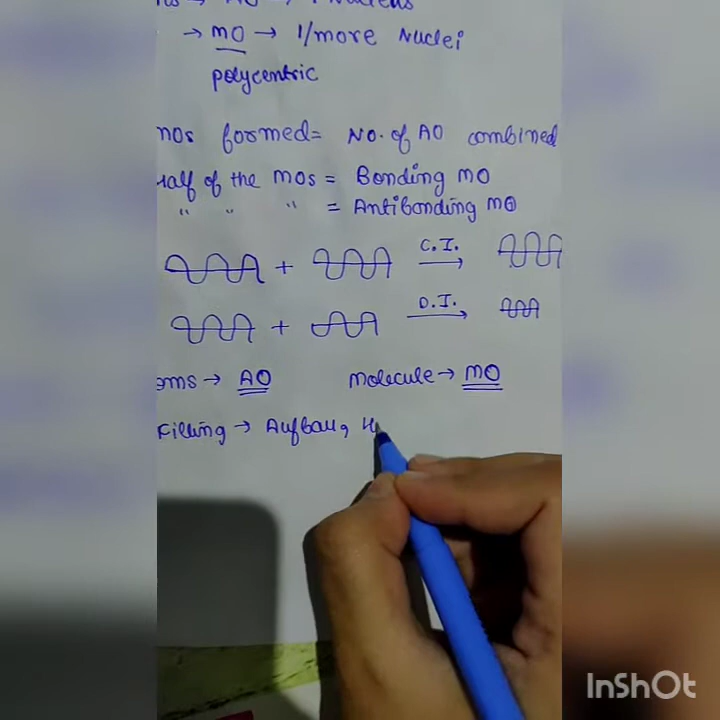 → MO → 1/more Nuclei
polycentric
MOs formed = No. of AO combined
Half of the MOs = Bonding MO
" " " = Antibonding MO
+ C.I. →
+ D.I. →
oms → AO Molecule → MO
Filling → Aufbau, H
InShOt